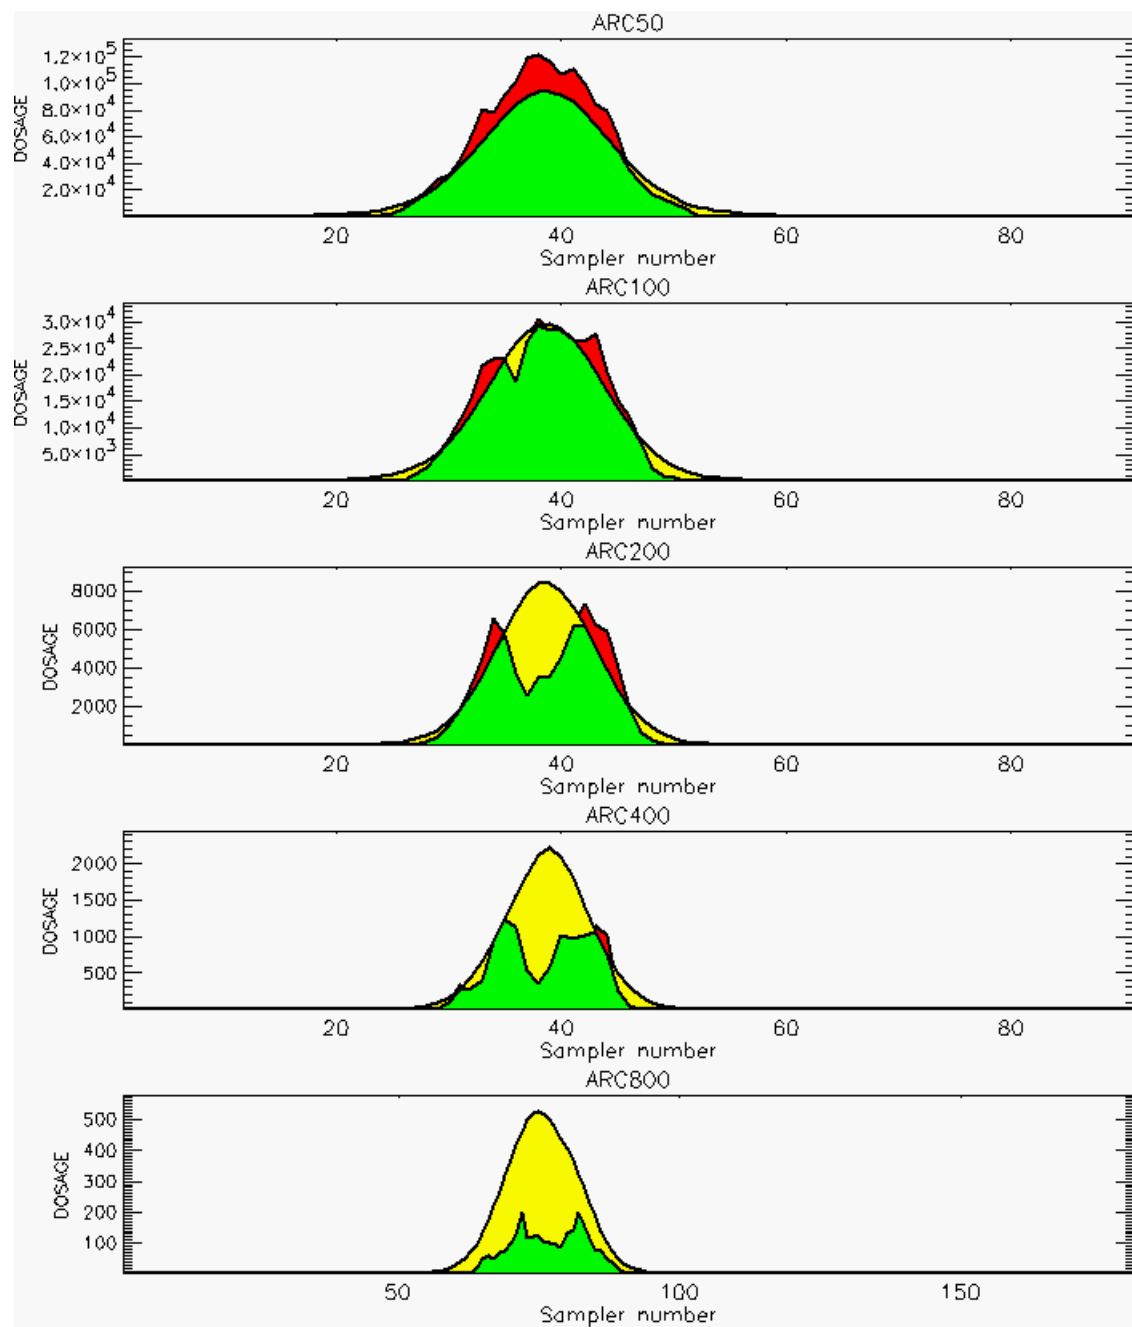 ARC50
1.2×10^5
1.0×10^5
8.0×10^4
6.0×10^4
4.0×10^4
2.0×10^4
DOSAGE
20 40 60 80
Sampler number
ARC100
3.0×10^4
2.5×10^4
2.0×10^4
1.5×10^4
1.0×10^4
5.0×10^3
DOSAGE
20 40 60 80
Sampler number
ARC200
8000
6000
4000
2000
DOSAGE
20 40 60 80
Sampler number
ARC400
2000
1500
1000
500
DOSAGE
20 40 60 80
Sampler number
ARC800
500
400
300
200
100
DOSAGE
50 100 150
Sampler number